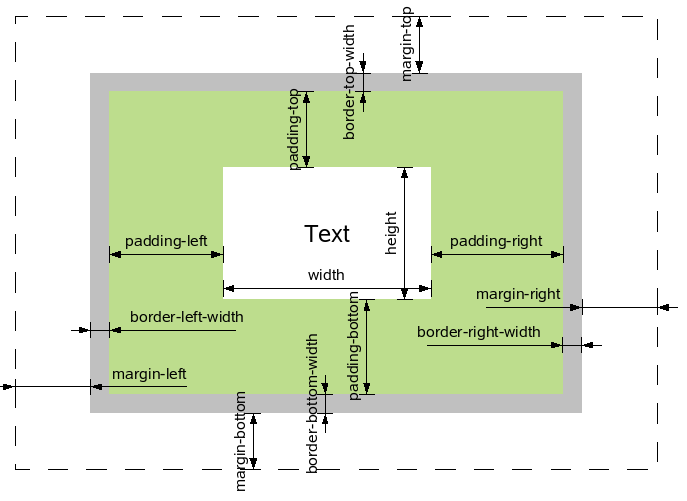 margin-top
border-top-width
padding-top
Text
height
padding-left
padding-right
width
margin-right
border-left-width
border-right-width
padding-bottom
margin-left
border-bottom-width
margin-bottom